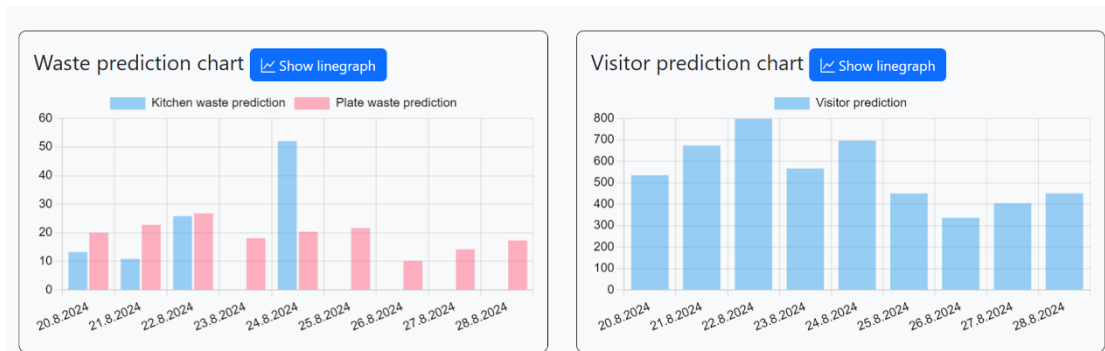 Waste prediction chart Show linegraph
Kitchen waste prediction Plate waste prediction
60
50
40
30
20
10
0
20.8.2024 21.8.2024 22.8.2024 23.8.2024 24.8.2024 25.8.2024 26.8.2024 27.8.2024 28.8.2024
Visitor prediction chart Show linegraph
Visitor prediction
800
700
600
500
400
300
200
100
0
20.8.2024 21.8.2024 22.8.2024 23.8.2024 24.8.2024 25.8.2024 26.8.2024 27.8.2024 28.8.2024